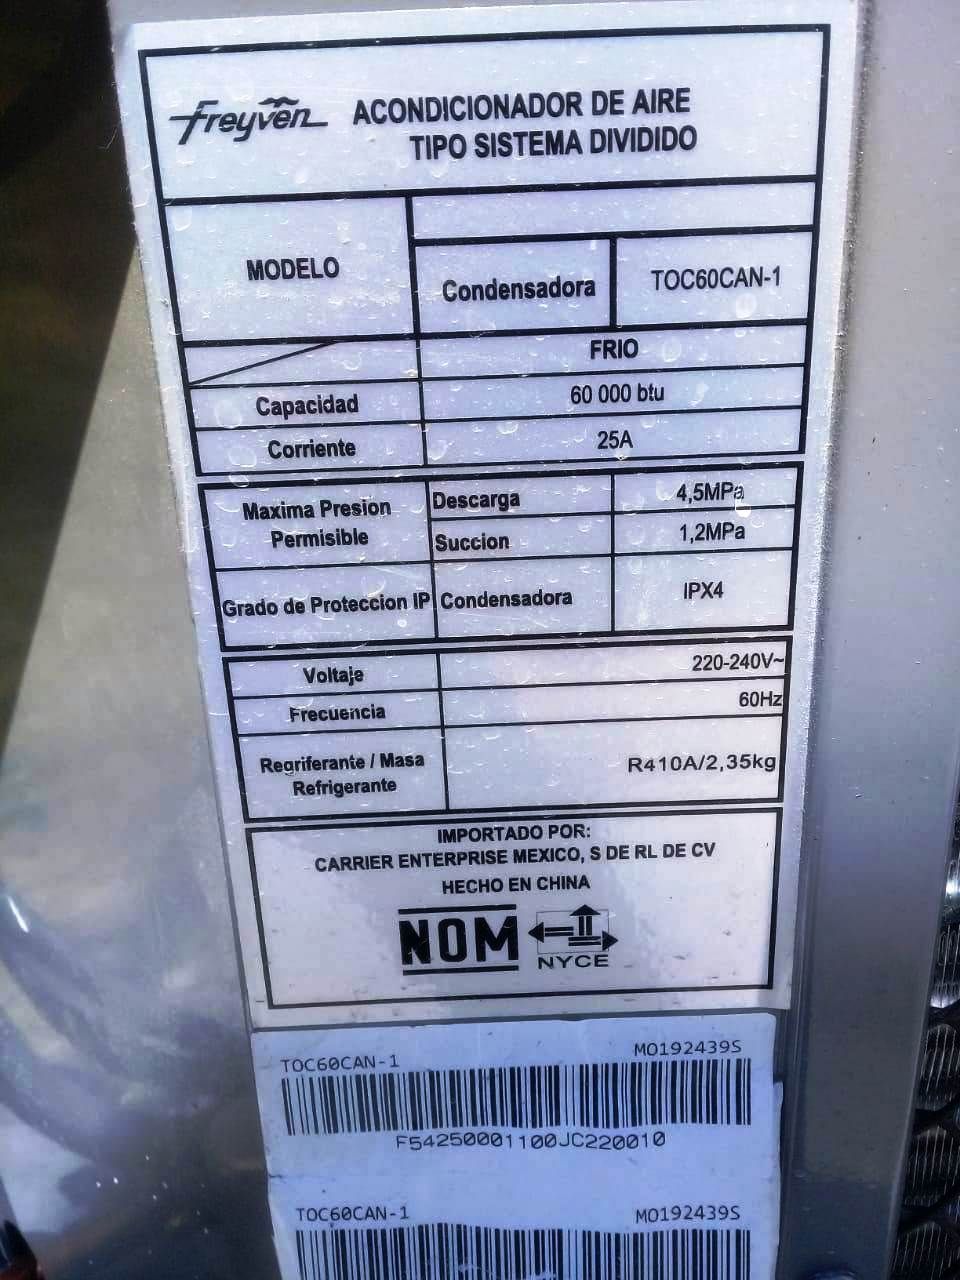 Freyven ACONDICIONADOR DE AIRE
TIPO SISTEMA DIVIDIDO
MODELO
Condensadora TOC60CAN-1
FRIO
Capacidad 60 000 btu
Corriente 25A
Maxima Presion Permisible Descarga 4,5MPa
Succion 1,2MPa
Grado de Proteccion IP Condensadora IPX4
Voltaje 220-240V~
Frecuencia 60Hz
Regriferante / Masa
Refrigerante R410A/2,35kg
IMPORTADO POR:
CARRIER ENTERPRISE MEXICO, S DE RL DE CV
HECHO EN CHINA
NOM NYCE
TOC60CAN-1 MO192439S
F54250001100JC220010
TOC60CAN-1 MO192439S